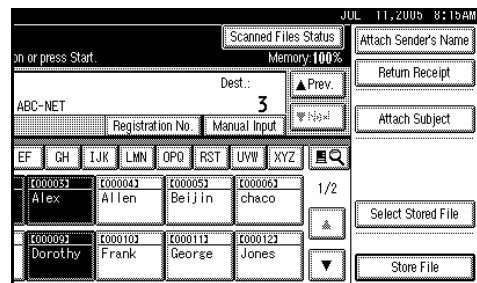 JUL 11,2005 8:15AM
Scanned Files Status
Attach Sender's Name
on or press Start.
Memory:100%
Return Receipt
Dest.:
▲Prev.
ABC-NET
3
▼Next
Attach Subject
Registration No.
Manual Input
EF GH IJK LMN OPQ RST UVW XYZ
[00003] [00004] [00005] [00006]
Alex Allen Beijin chaco
1/2
Select Stored File
[00009] [00010] [00011] [00012]
Dorothy Frank George Jones
▼
Store File